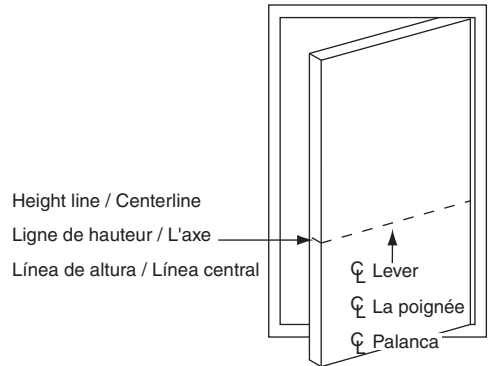 Height line / Centerline
Ligne de hauteur / L'axe
Línea de altura / Línea central
℄ Lever
℄ La poignée
℄ Palanca